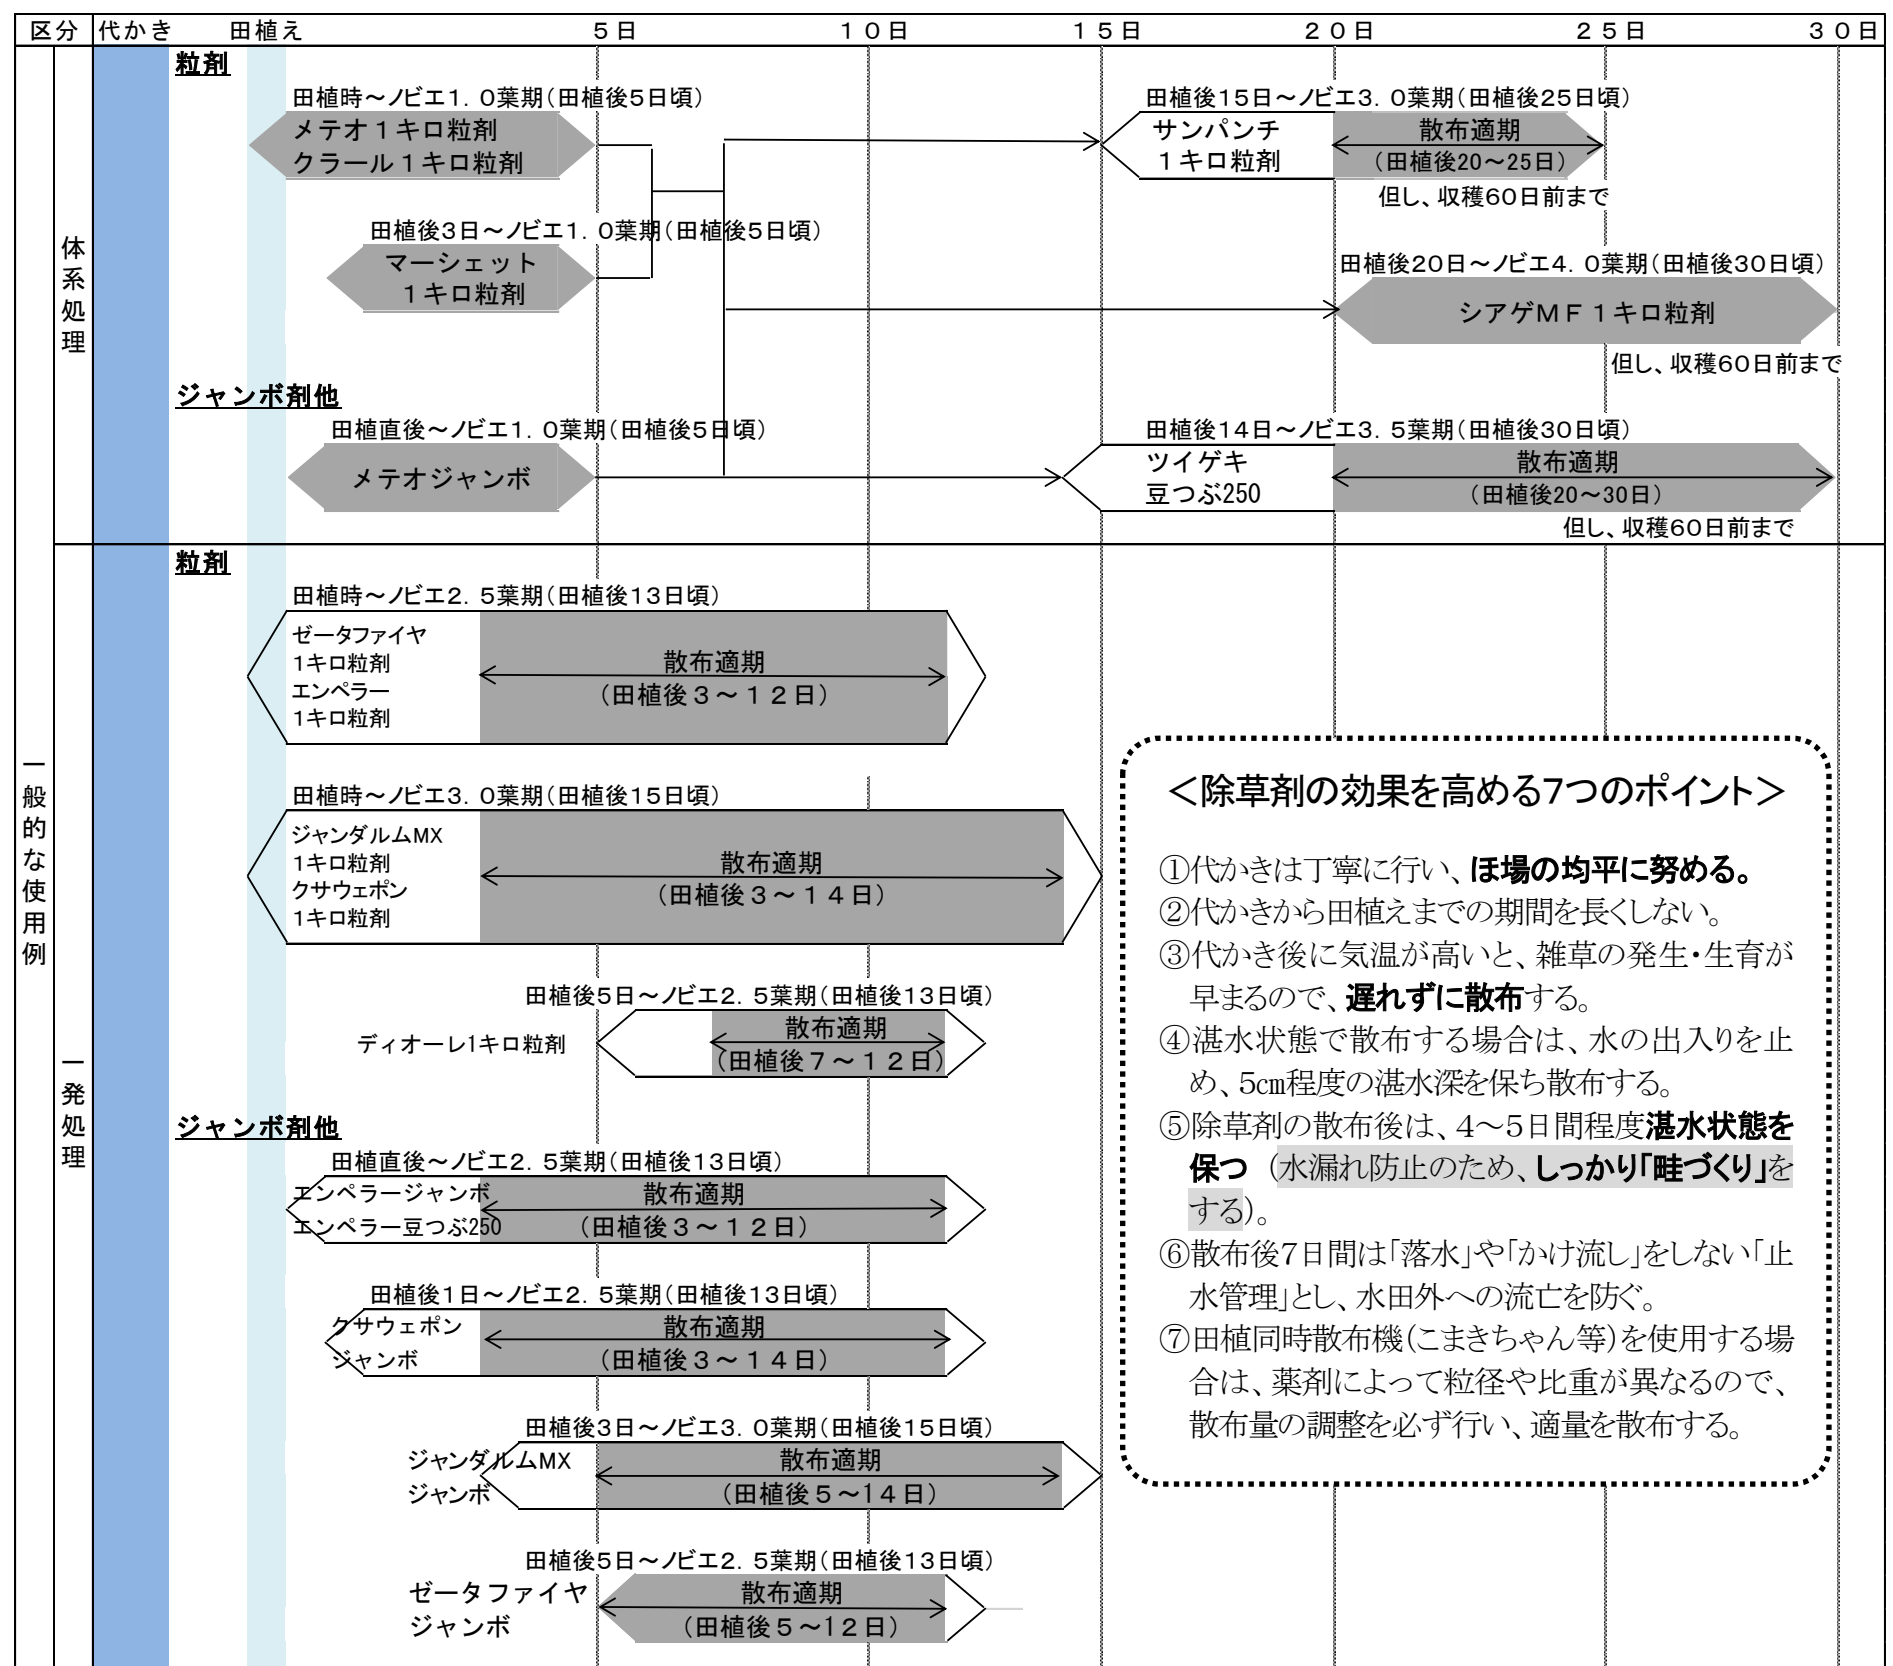 区分 代かき 田植え 5日 10日 15日 20日 25日 30日
一般的な使用例
体系処理
粒剤
田植時～ノビエ1．0葉期（田植後5日頃）
メテオ１キロ粒剤
クラール１キロ粒剤
田植後15日～ノビエ3．0葉期（田植後25日頃）
サンパンチ
１キロ粒剤
散布適期
（田植後20～25日）
但し、収穫60日前まで
田植後3日～ノビエ1．0葉期（田植後5日頃）
マーシェット
１キロ粒剤
田植後20日～ノビエ4．0葉期（田植後30日頃）
シアゲＭＦ１キロ粒剤
但し、収穫60日前まで
ジャンボ剤他
田植直後～ノビエ1．0葉期（田植後5日頃）
メテオジャンボ
田植後14日～ノビエ3．5葉期（田植後30日頃）
ツイゲキ
豆つぶ250
散布適期
（田植後20～30日）
但し、収穫60日前まで
一発処理
粒剤
田植時～ノビエ2．5葉期（田植後13日頃）
ゼータファイヤ
1キロ粒剤
エンペラー
1キロ粒剤
散布適期
（田植後３～１２日）
田植時～ノビエ3．0葉期（田植後15日頃）
ジャンダルムMX
1キロ粒剤
クサウェポン
1キロ粒剤
散布適期
（田植後３～１４日）
田植後5日～ノビエ2．5葉期（田植後13日頃）
ディオーレ1キロ粒剤
散布適期
（田植後７～１２日）
ジャンボ剤他
田植直後～ノビエ2．5葉期（田植後13日頃）
エンペラージャンボ
エンペラー豆つぶ250
散布適期
（田植後３～１２日）
田植後1日～ノビエ2．5葉期（田植後13日頃）
クサウェポン
ジャンボ
散布適期
（田植後３～１４日）
田植後3日～ノビエ3．0葉期（田植後15日頃）
ジャンダルムMX
ジャンボ
散布適期
（田植後５～14日）
田植後5日～ノビエ2．5葉期（田植後13日頃）
ゼータファイヤ
ジャンボ
散布適期
（田植後５～12日）
＜除草剤の効果を高める7つのポイント＞
①代かきは丁寧に行い、ほ場の均平に努める。
②代かきから田植えまでの期間を長くしない。
③代かき後に気温が高いと、雑草の発生・生育が
早まるので、遅れずに散布する。
④湛水状態で散布する場合は、水の出入りを止
め、5㎝程度の湛水深を保ち散布する。
⑤除草剤の散布後は、4～5日間程度湛水状態を
保つ（水漏れ防止のため、しっかり「畦づくり」を
する）。
⑥散布後7日間は「落水」や「かけ流し」をしない「止
水管理」とし、水田外への流亡を防ぐ。
⑦田植同時散布機（こまきちゃん等）を使用する場
合は、薬剤によって粒径や比重が異なるので、
散布量の調整を必ず行い、適量を散布する。